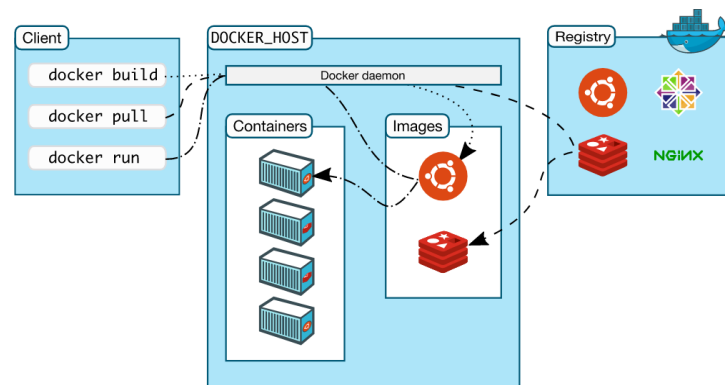 Client
docker build
docker pull
docker run
DOCKER_HOST
Docker daemon
Containers
Images
Registry
NGiNX